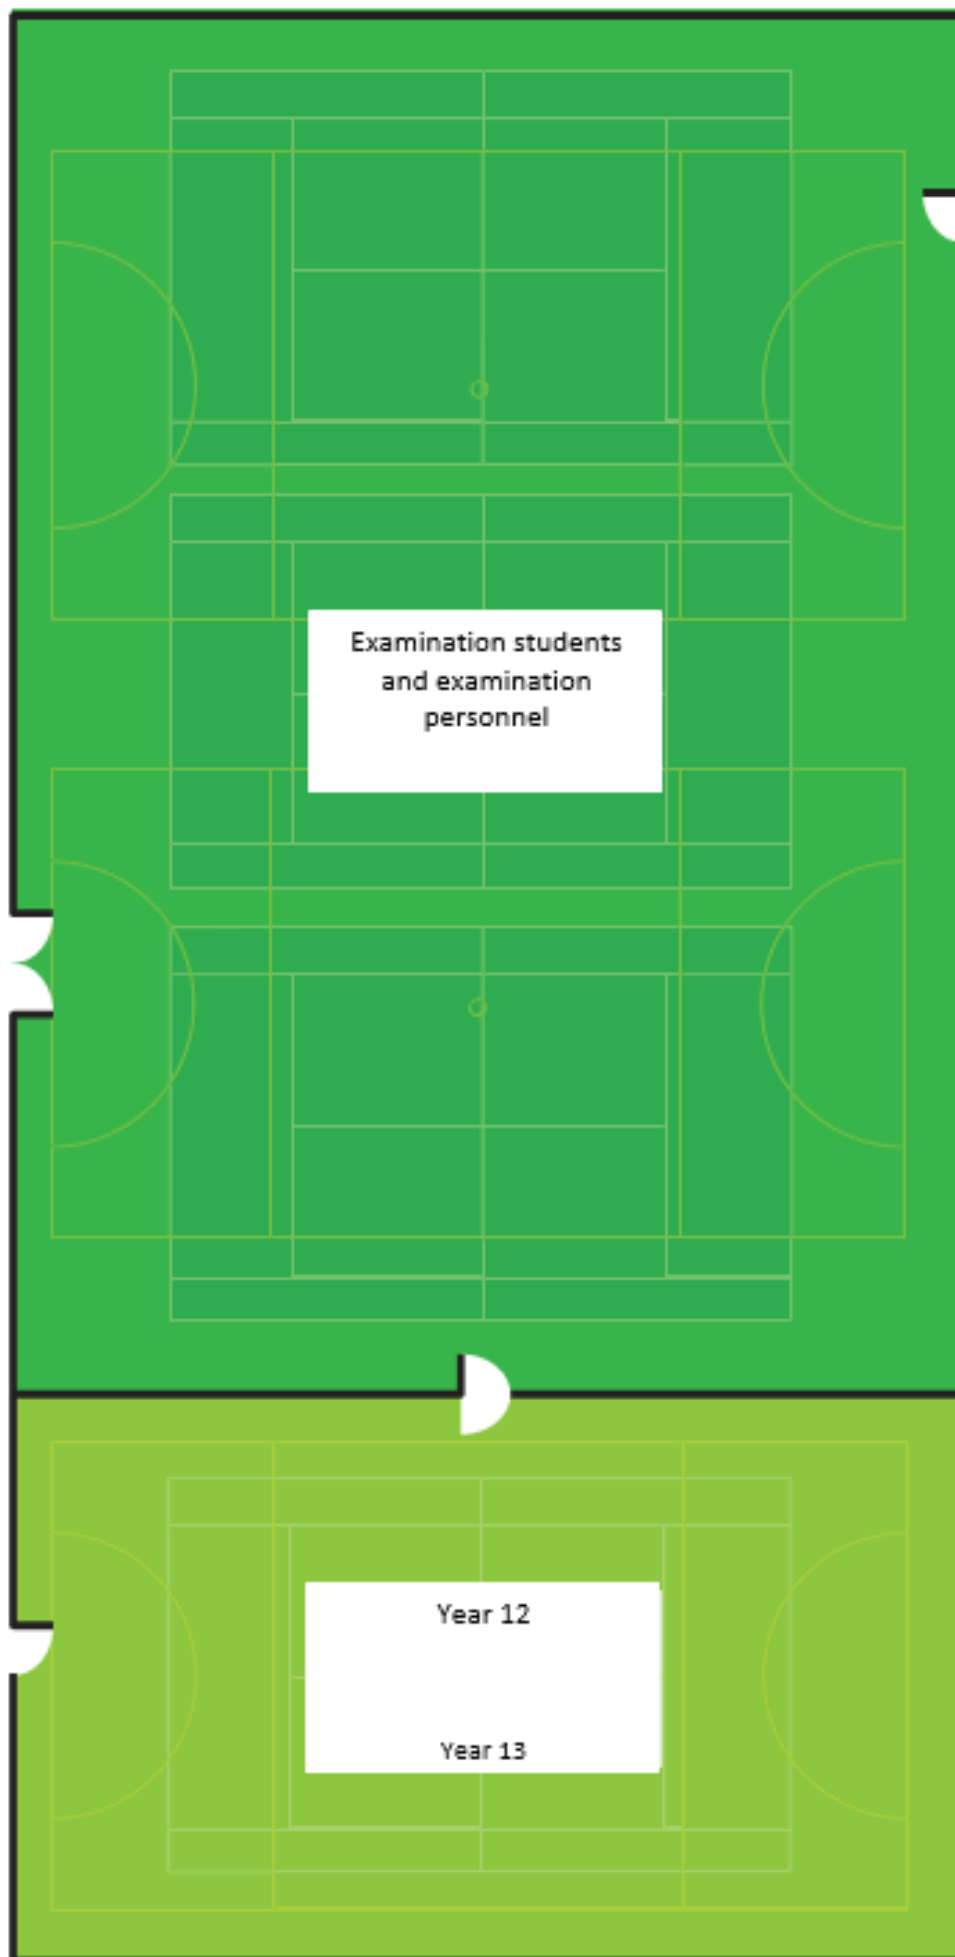 Examination students
and examination
personnel
Year 12
Year 13